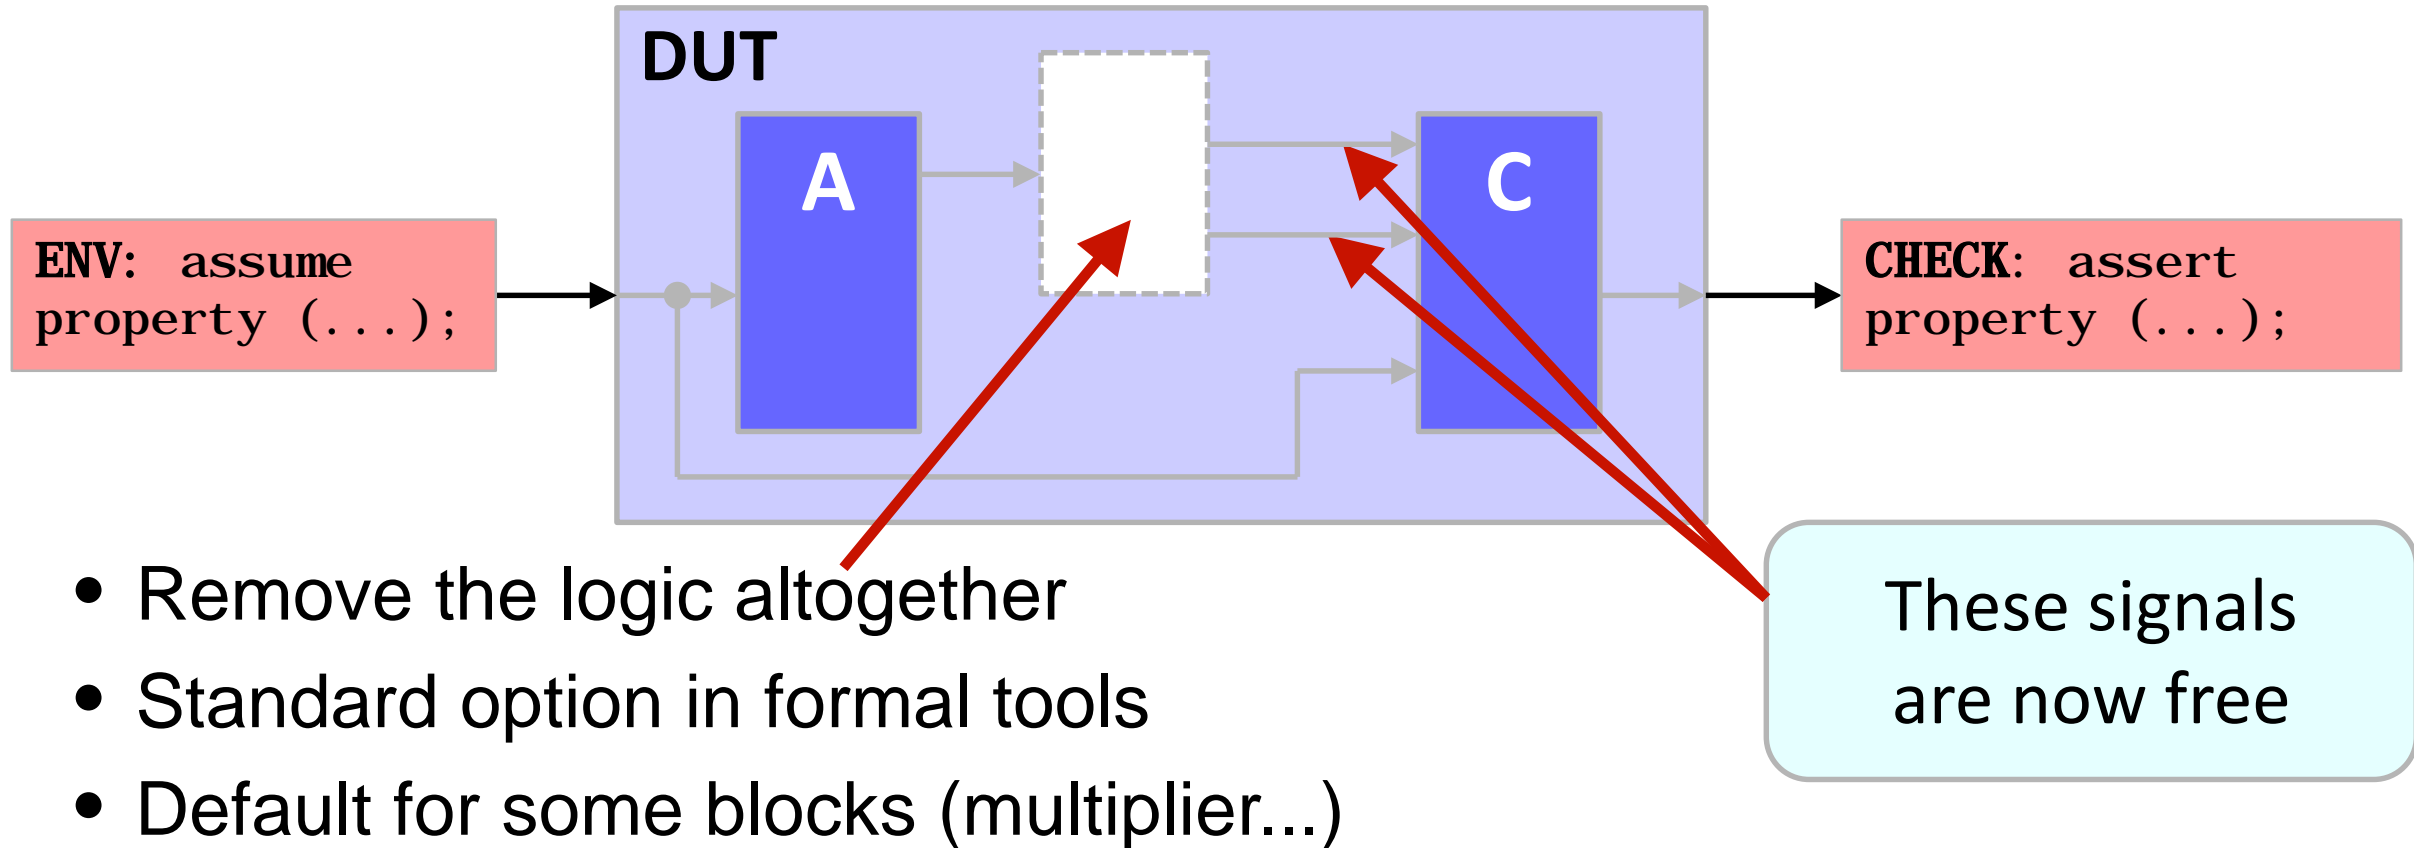 DUT
A
C
ENV: assume
property (...);
CHECK: assert
property (...);
• Remove the logic altogether
• Standard option in formal tools
• Default for some blocks (multiplier...)
These signals
are now free